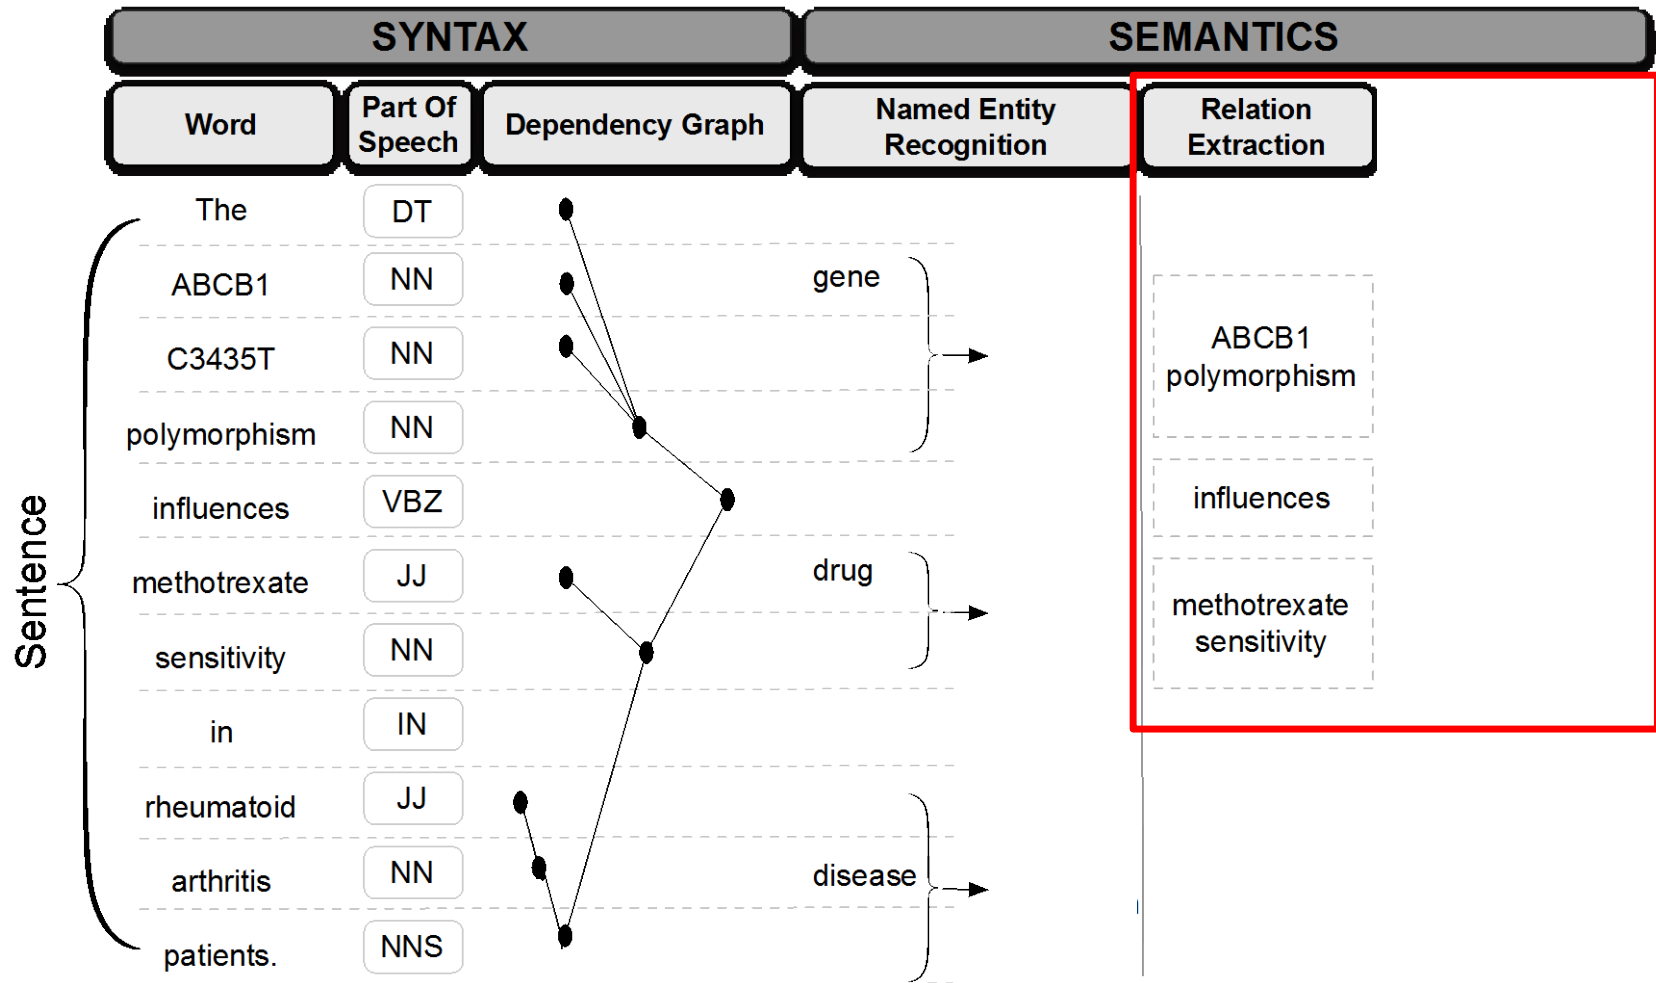 SYNTAX
SEMANTICS
Word
Part Of
Speech
Dependency Graph
Named Entity
Recognition
Relation
Extraction
Sentence
The
DT
ABCB1
NN
gene
C3435T
NN
polymorphism
NN
ABCB1
polymorphism
influences
VBZ
influences
methotrexate
JJ
drug
sensitivity
NN
methotrexate
sensitivity
in
IN
rheumatoid
JJ
arthritis
NN
disease
patients.
NNS